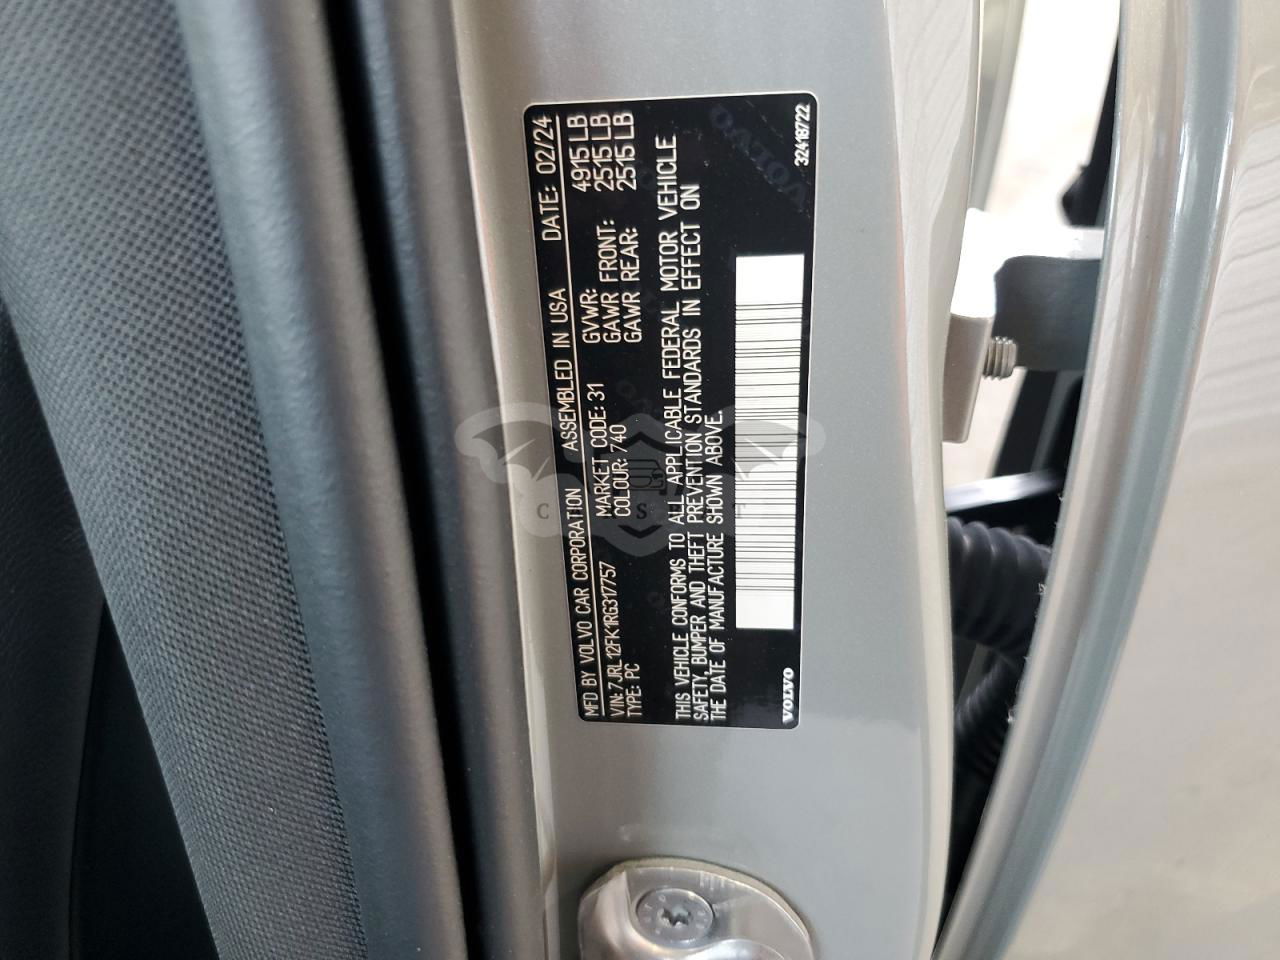 MFD BY VOLVO CAR CORPORATION ASSEMBLED IN USA DATE: 02/24
VIN: 7JRL12FK1RG317757 MARKET CODE: 31 GVWR: 4915 LB
TYPE: PC COLOUR: 740 GAWR FRONT: 2515 LB
GAWR REAR: 2515 LB
THIS VEHICLE CONFORMS TO ALL APPLICABLE FEDERAL MOTOR VEHICLE
SAFETY, BUMPER AND THEFT PREVENTION STANDARDS IN EFFECT ON
THE DATE OF MANUFACTURE SHOWN ABOVE.
VOLVO 32418722
VOLVO